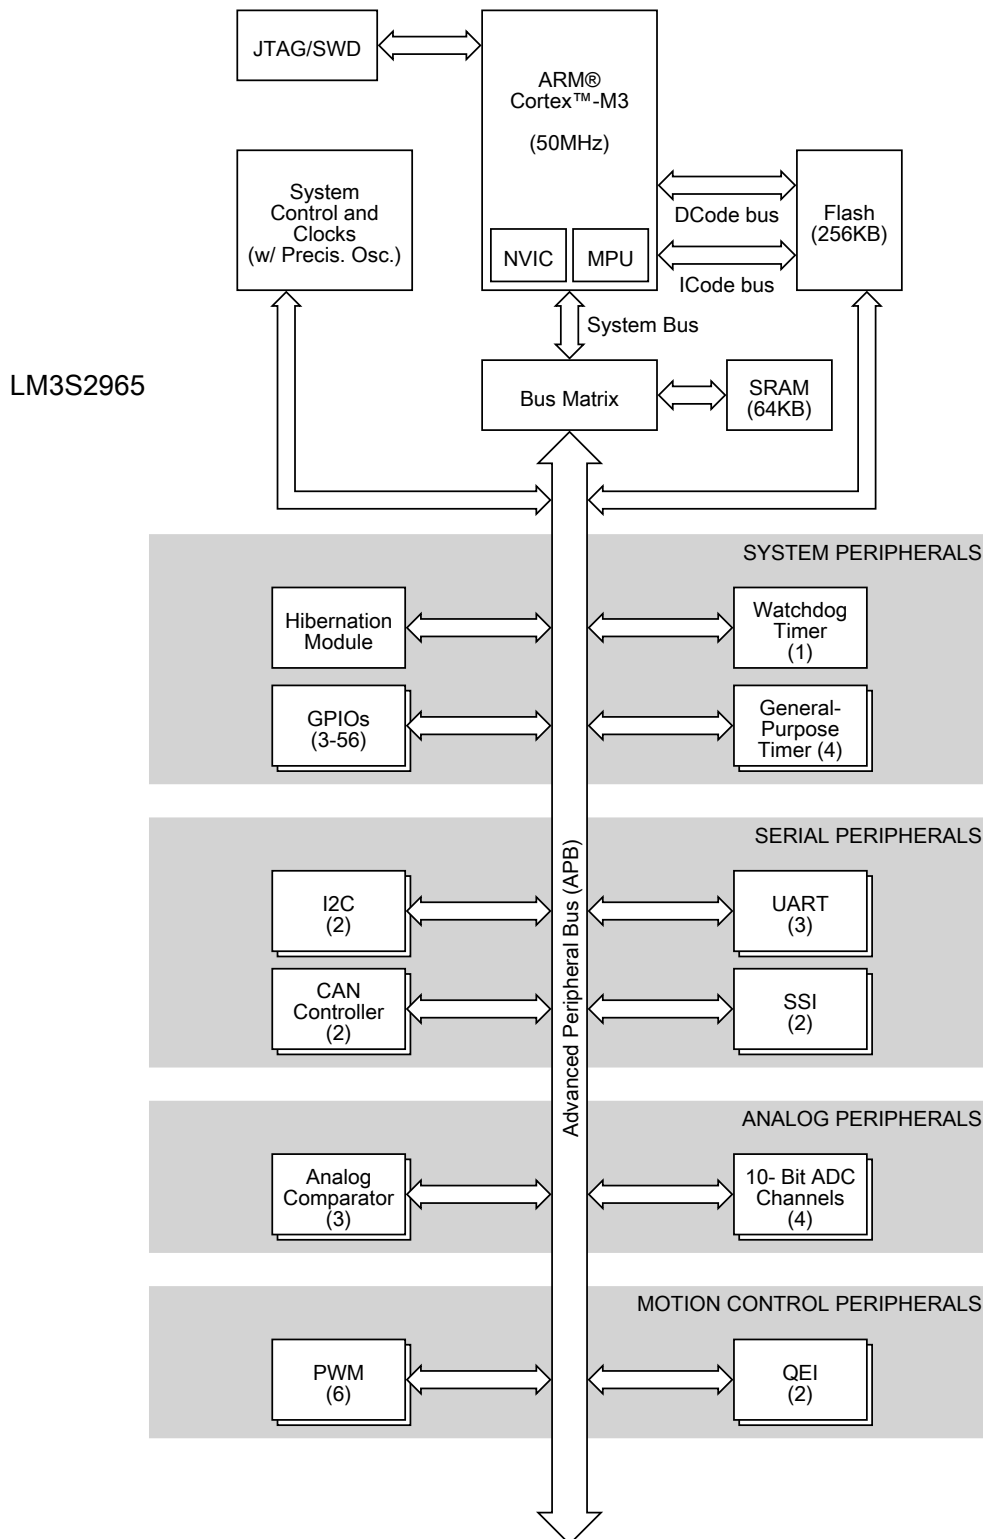 JTAG/SWD
ARM®
Cortex™-M3
(50MHz)
System
Control and
Clocks
(w/ Precis. Osc.)
DCode bus
Flash
(256KB)
NVIC
MPU
ICode bus
System Bus
LM3S2965
Bus Matrix
SRAM
(64KB)
SYSTEM PERIPHERALS
Hibernation
Module
Watchdog
Timer
(1)
GPIOs
(3-56)
General-
Purpose
Timer (4)
Advanced Peripheral Bus (APB)
SERIAL PERIPHERALS
I2C
(2)
UART
(3)
CAN
Controller
(2)
SSI
(2)
ANALOG PERIPHERALS
Analog
Comparator
(3)
10- Bit ADC
Channels
(4)
MOTION CONTROL PERIPHERALS
PWM
(6)
QEI
(2)